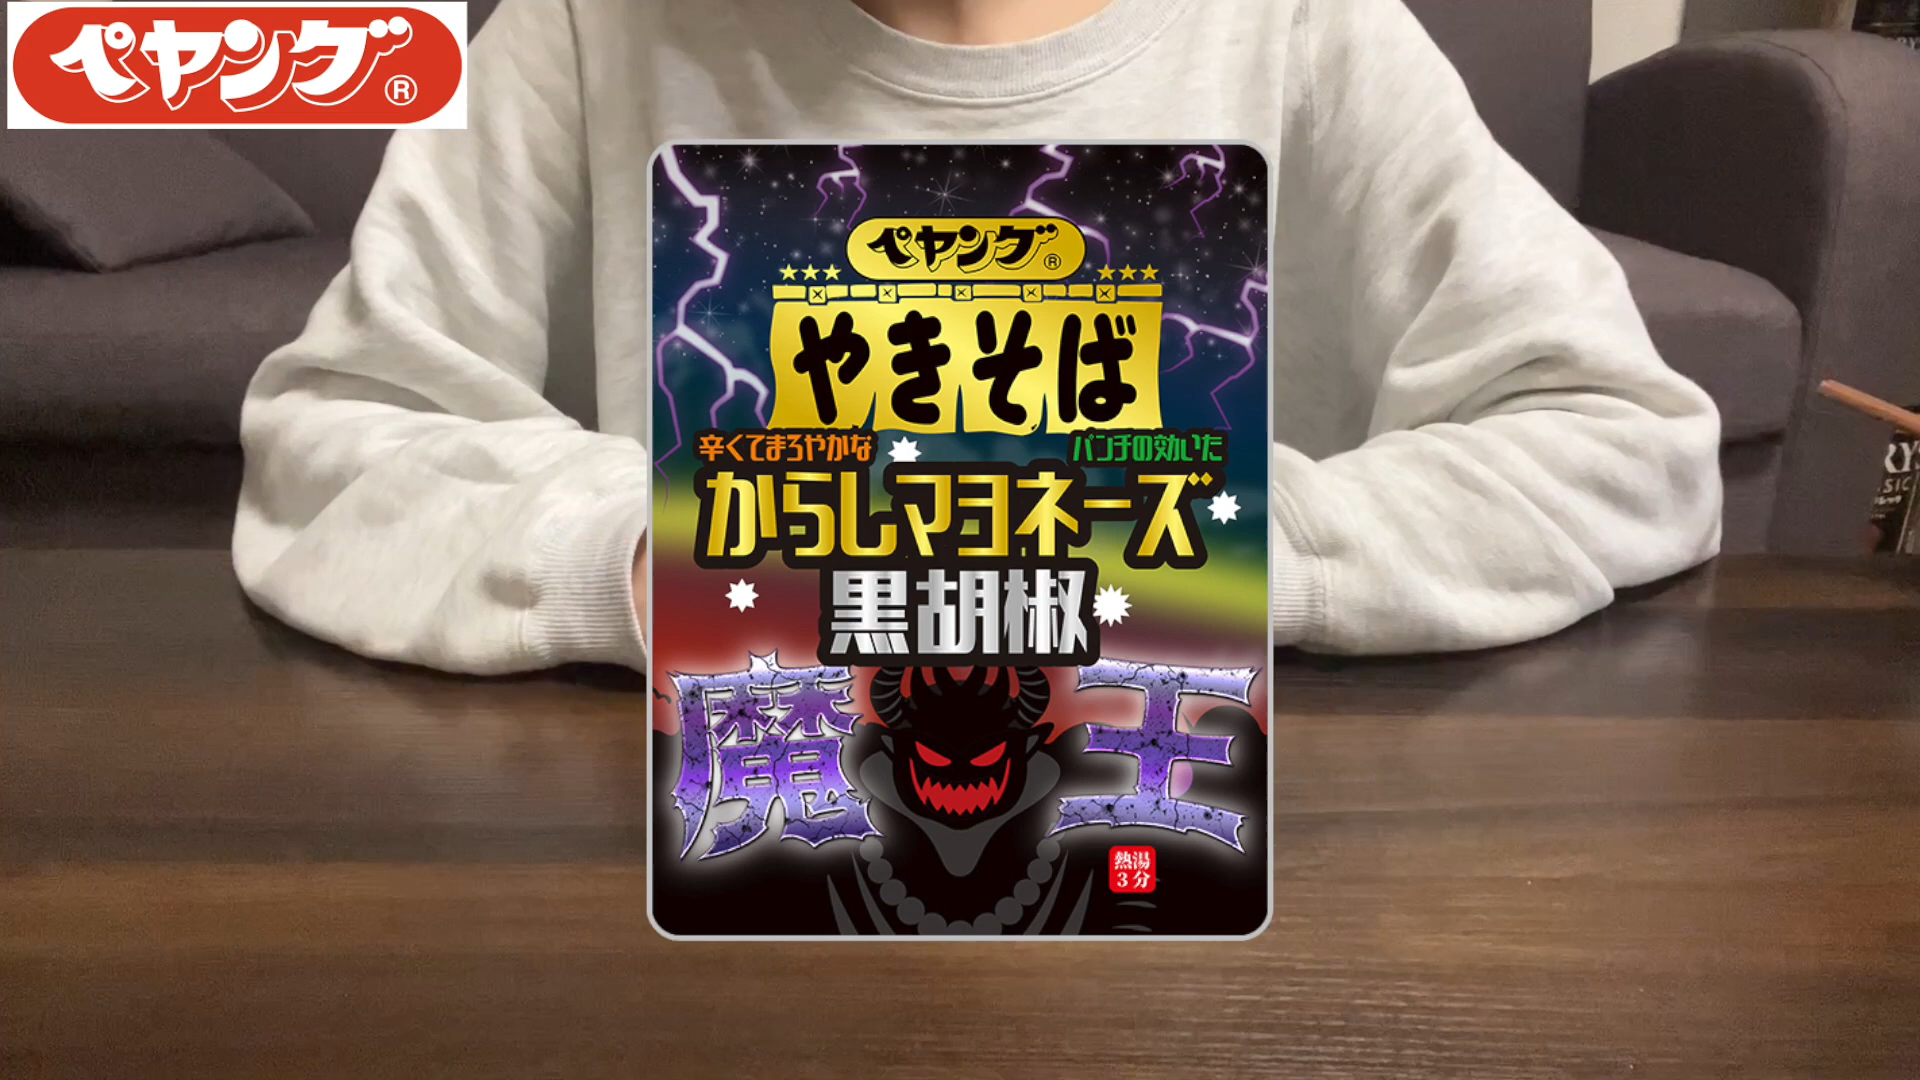 ペヤング®
ペヤング®
やきそば
辛くてまろやかな
パンチの効いた
からしマヨネーズ
黒胡椒
魔王
熱湯
3分
RY
SIC